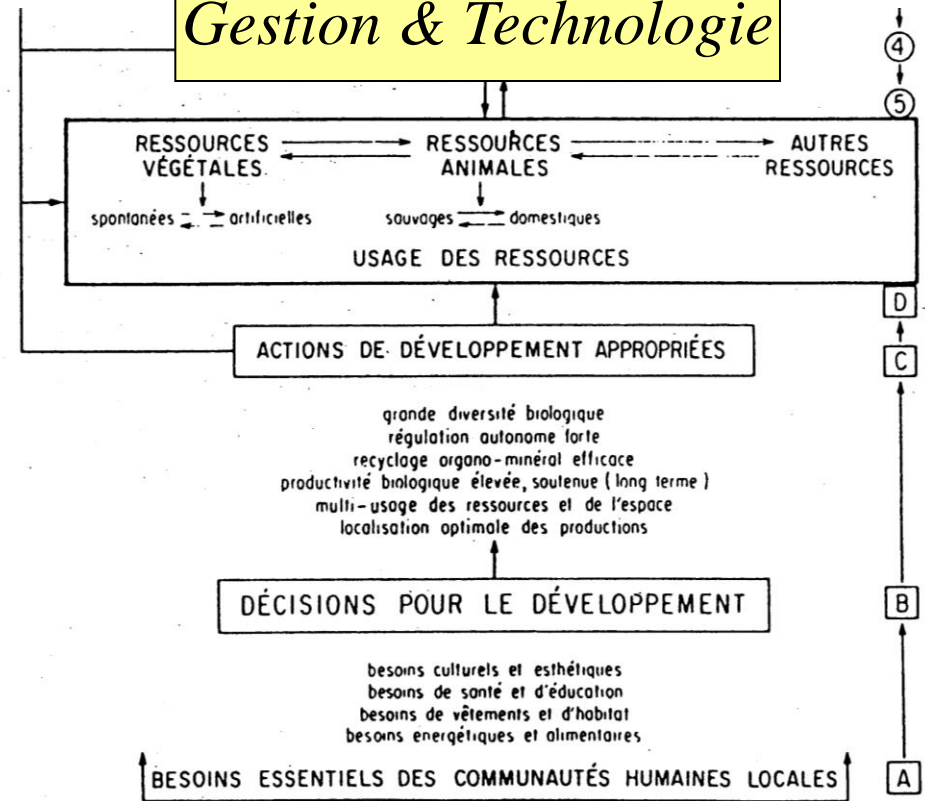 Gestion & Technologie
4
5
RESSOURCES VÉGÉTALES
RESSOURCES ANIMALES
AUTRES RESSOURCES
spontanées
artificielles
sauvages
domestiques
USAGE DES RESSOURCES
D
ACTIONS DE DÉVELOPPEMENT APPROPRIÉES
C
grande diversité biologique
régulation autonome forte
recyclage organo-minéral efficace
productivité biologique élevée, soutenue (long terme)
multi-usage des ressources et de l'espace
localisation optimale des productions
DÉCISIONS POUR LE DÉVELOPPEMENT
B
besoins culturels et esthétiques
besoins de santé et d'éducation
besoins de vêtements et d'habitat
besoins energétiques et alimentaires
BESOINS ESSENTIELS DES COMMUNAUTÉS HUMAINES LOCALES
A